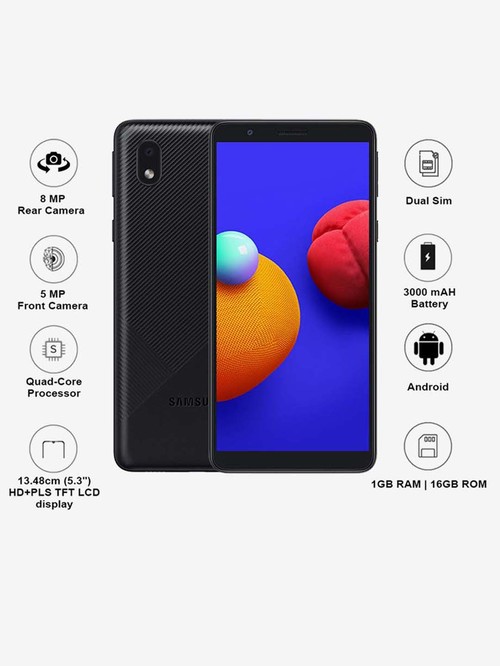 8 MP
Rear Camera
5 MP
Front Camera
S
Quad-Core
Processor
13.48cm (5.3")
HD+PLS TFT LCD
display
SAMSU
Dual Sim
3000 mAH
Battery
Android
1GB RAM | 16GB ROM